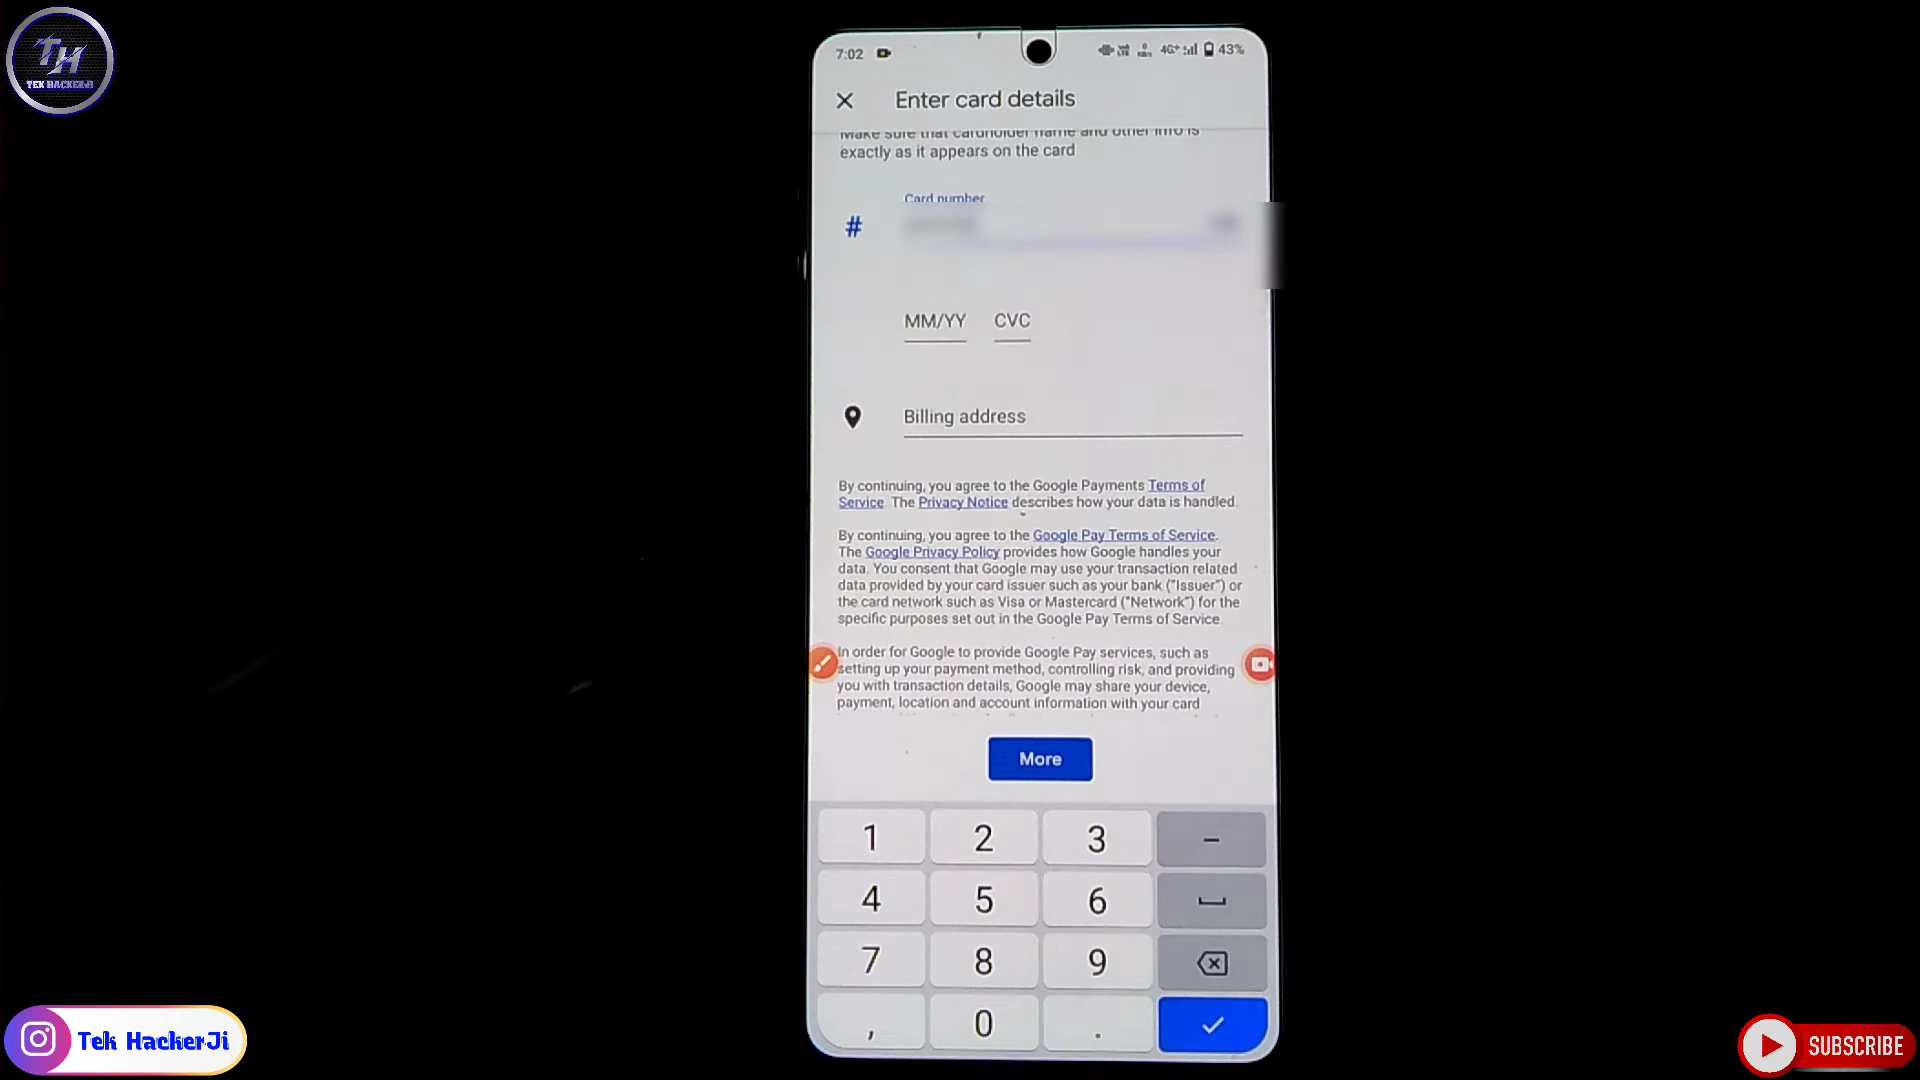 TH
TEK HACKERJi
7:02
4G+ 43%
Enter card details
Make sure that cardholder name and other info is
exactly as it appears on the card
Card number
#
MM/YY CVC
Billing address
By continuing, you agree to the Google Payments Terms of
Service. The Privacy Notice describes how your data is handled.
By continuing, you agree to the Google Pay Terms of Service.
The Google Privacy Policy provides how Google handles your
data. You consent that Google may use your transaction related
data provided by your card issuer such as your bank ("Issuer") or
the card network such as Visa or Mastercard ("Network") for the
specific purposes set out in the Google Pay Terms of Service
In order for Google to provide Google Pay services, such as
setting up your payment method, controlling risk, and providing
you with transaction details, Google may share your device,
payment, location and account information with your card
More
1 2 3 −
4 5 6
7 8 9
, 0 .
Tek HackerJi
SUBSCRIBE